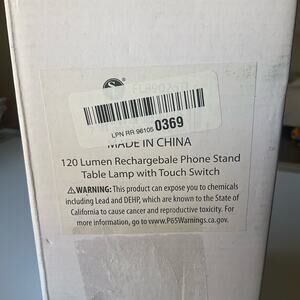 LPN RR 96105 0369
MADE IN CHINA
120 Lumen Rechargebale Phone Stand
Table Lamp with Touch Switch
⚠WARNING: This product can expose you to chemicals
including Lead and DEHP, which are known to the State of
California to cause cancer and reproductive toxicity. For
more information, go to www.P65Warnings.ca.gov.